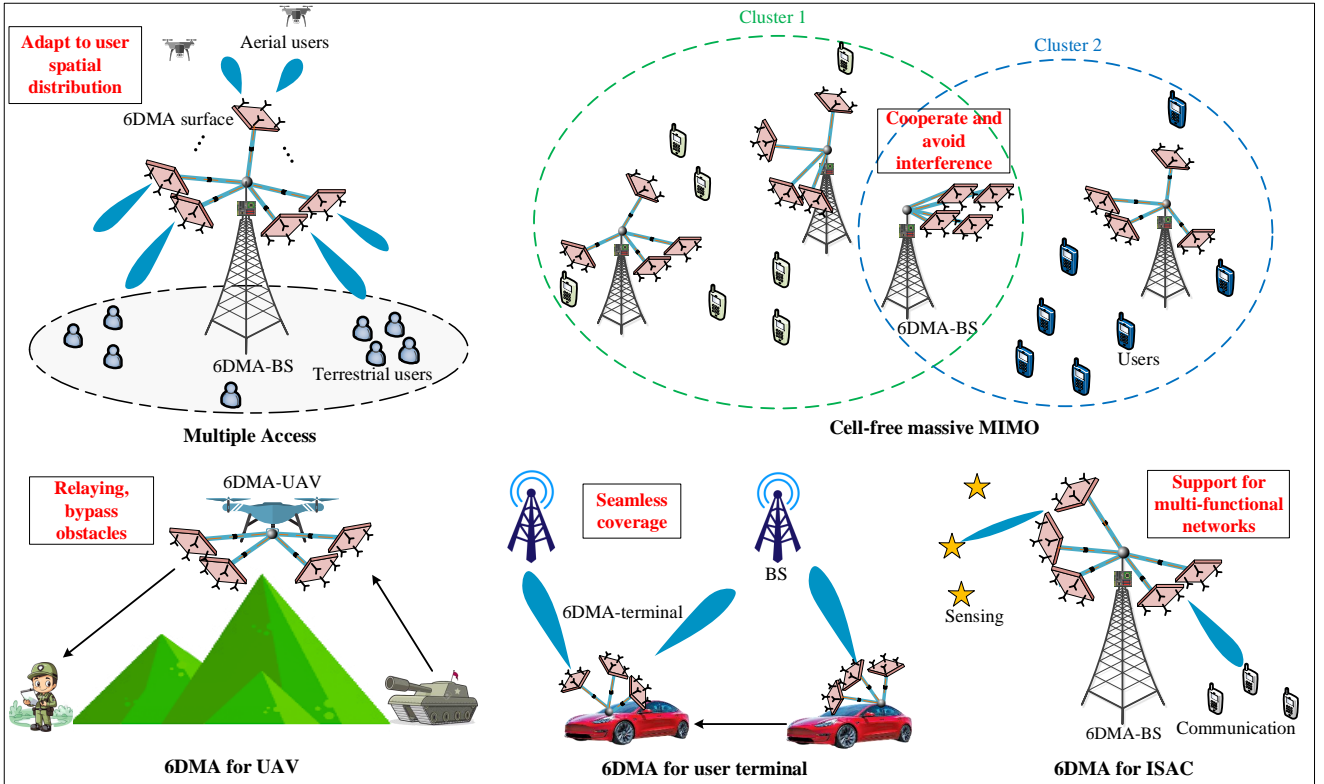 Adapt to user
spatial
distribution
Aerial users
6DMA surface
6DMA-BS
Terrestrial users
Multiple Access
Cluster 1
Cluster 2
Cooperate and
avoid
interference
6DMA-BS
Users
Cell-free massive MIMO
Relaying,
bypass
obstacles
6DMA-UAV
6DMA for UAV
Seamless
coverage
BS
6DMA-terminal
6DMA for user terminal
Support for
multi-functional
networks
Sensing
Communication
6DMA-BS
6DMA for ISAC